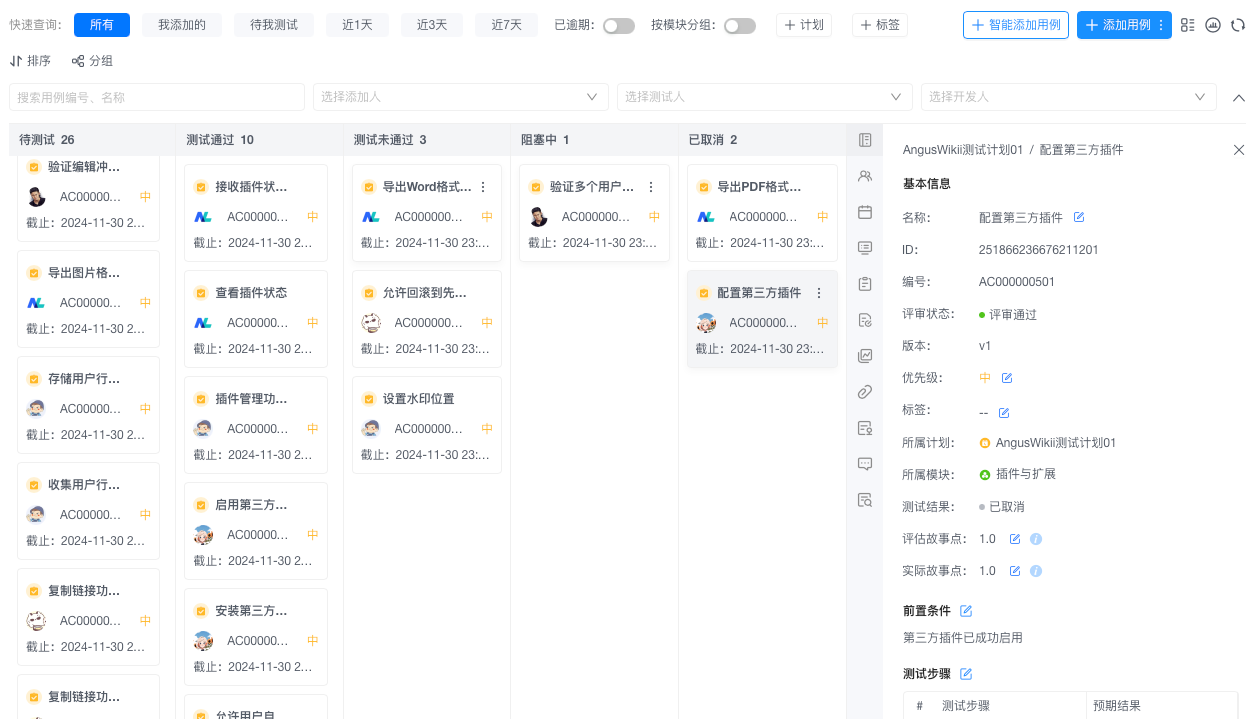 快速查询: 所有 我添加的 待我测试 近1天 近3天 近7天 已逾期: 按模块分组: 计划 标签 智能添加用例 添加用例
排序 分组
搜索用例编号、名称 选择添加人 选择测试人 选择开发人
待测试 26
验证编辑冲...
AC00000... 中
截止: 2024-11-30 2...
导出图片格...
AC00000... 中
截止: 2024-11-30 2...
存储用户行...
AC00000... 中
截止: 2024-11-30 2...
收集用户行...
AC00000... 中
截止: 2024-11-30 2...
复制链接功...
AC00000... 中
截止: 2024-11-30 2...
复制链接功...
测试通过 10
接收插件状...
AC00000... 中
截止: 2024-11-30 2...
查看插件状态
AC00000... 中
截止: 2024-11-30 2...
插件管理功...
AC00000... 中
截止: 2024-11-30 2...
启用第三方...
AC00000... 中
截止: 2024-11-30 2...
安装第三方...
AC00000... 中
截止: 2024-11-30 2...
允许用户自
测试未通过 3
导出Word格式...
AC000000... 中
截止: 2024-11-30 23:...
允许回滚到先...
AC000000... 中
截止: 2024-11-30 23:...
设置水印位置
AC000000... 中
截止: 2024-11-30 23:...
阻塞中 1
验证多个用户...
AC000000... 中
截止: 2024-11-30 23:...
已取消 2
导出PDF格式...
AC000000... 中
截止: 2024-11-30 23:...
配置第三方插件
AC000000... 中
截止: 2024-11-30 23:...
AngusWikii测试计划01 / 配置第三方插件
基本信息
名称: 配置第三方插件
ID: 251866236676211201
编号: AC000000501
评审状态: 评审通过
版本: v1
优先级: 中
标签: --
所属计划: AngusWikii测试计划01
所属模块: 插件与扩展
测试结果: 已取消
评估故事点: 1.0
实际故事点: 1.0
前置条件
第三方插件已成功启用
测试步骤
# 测试步骤 预期结果